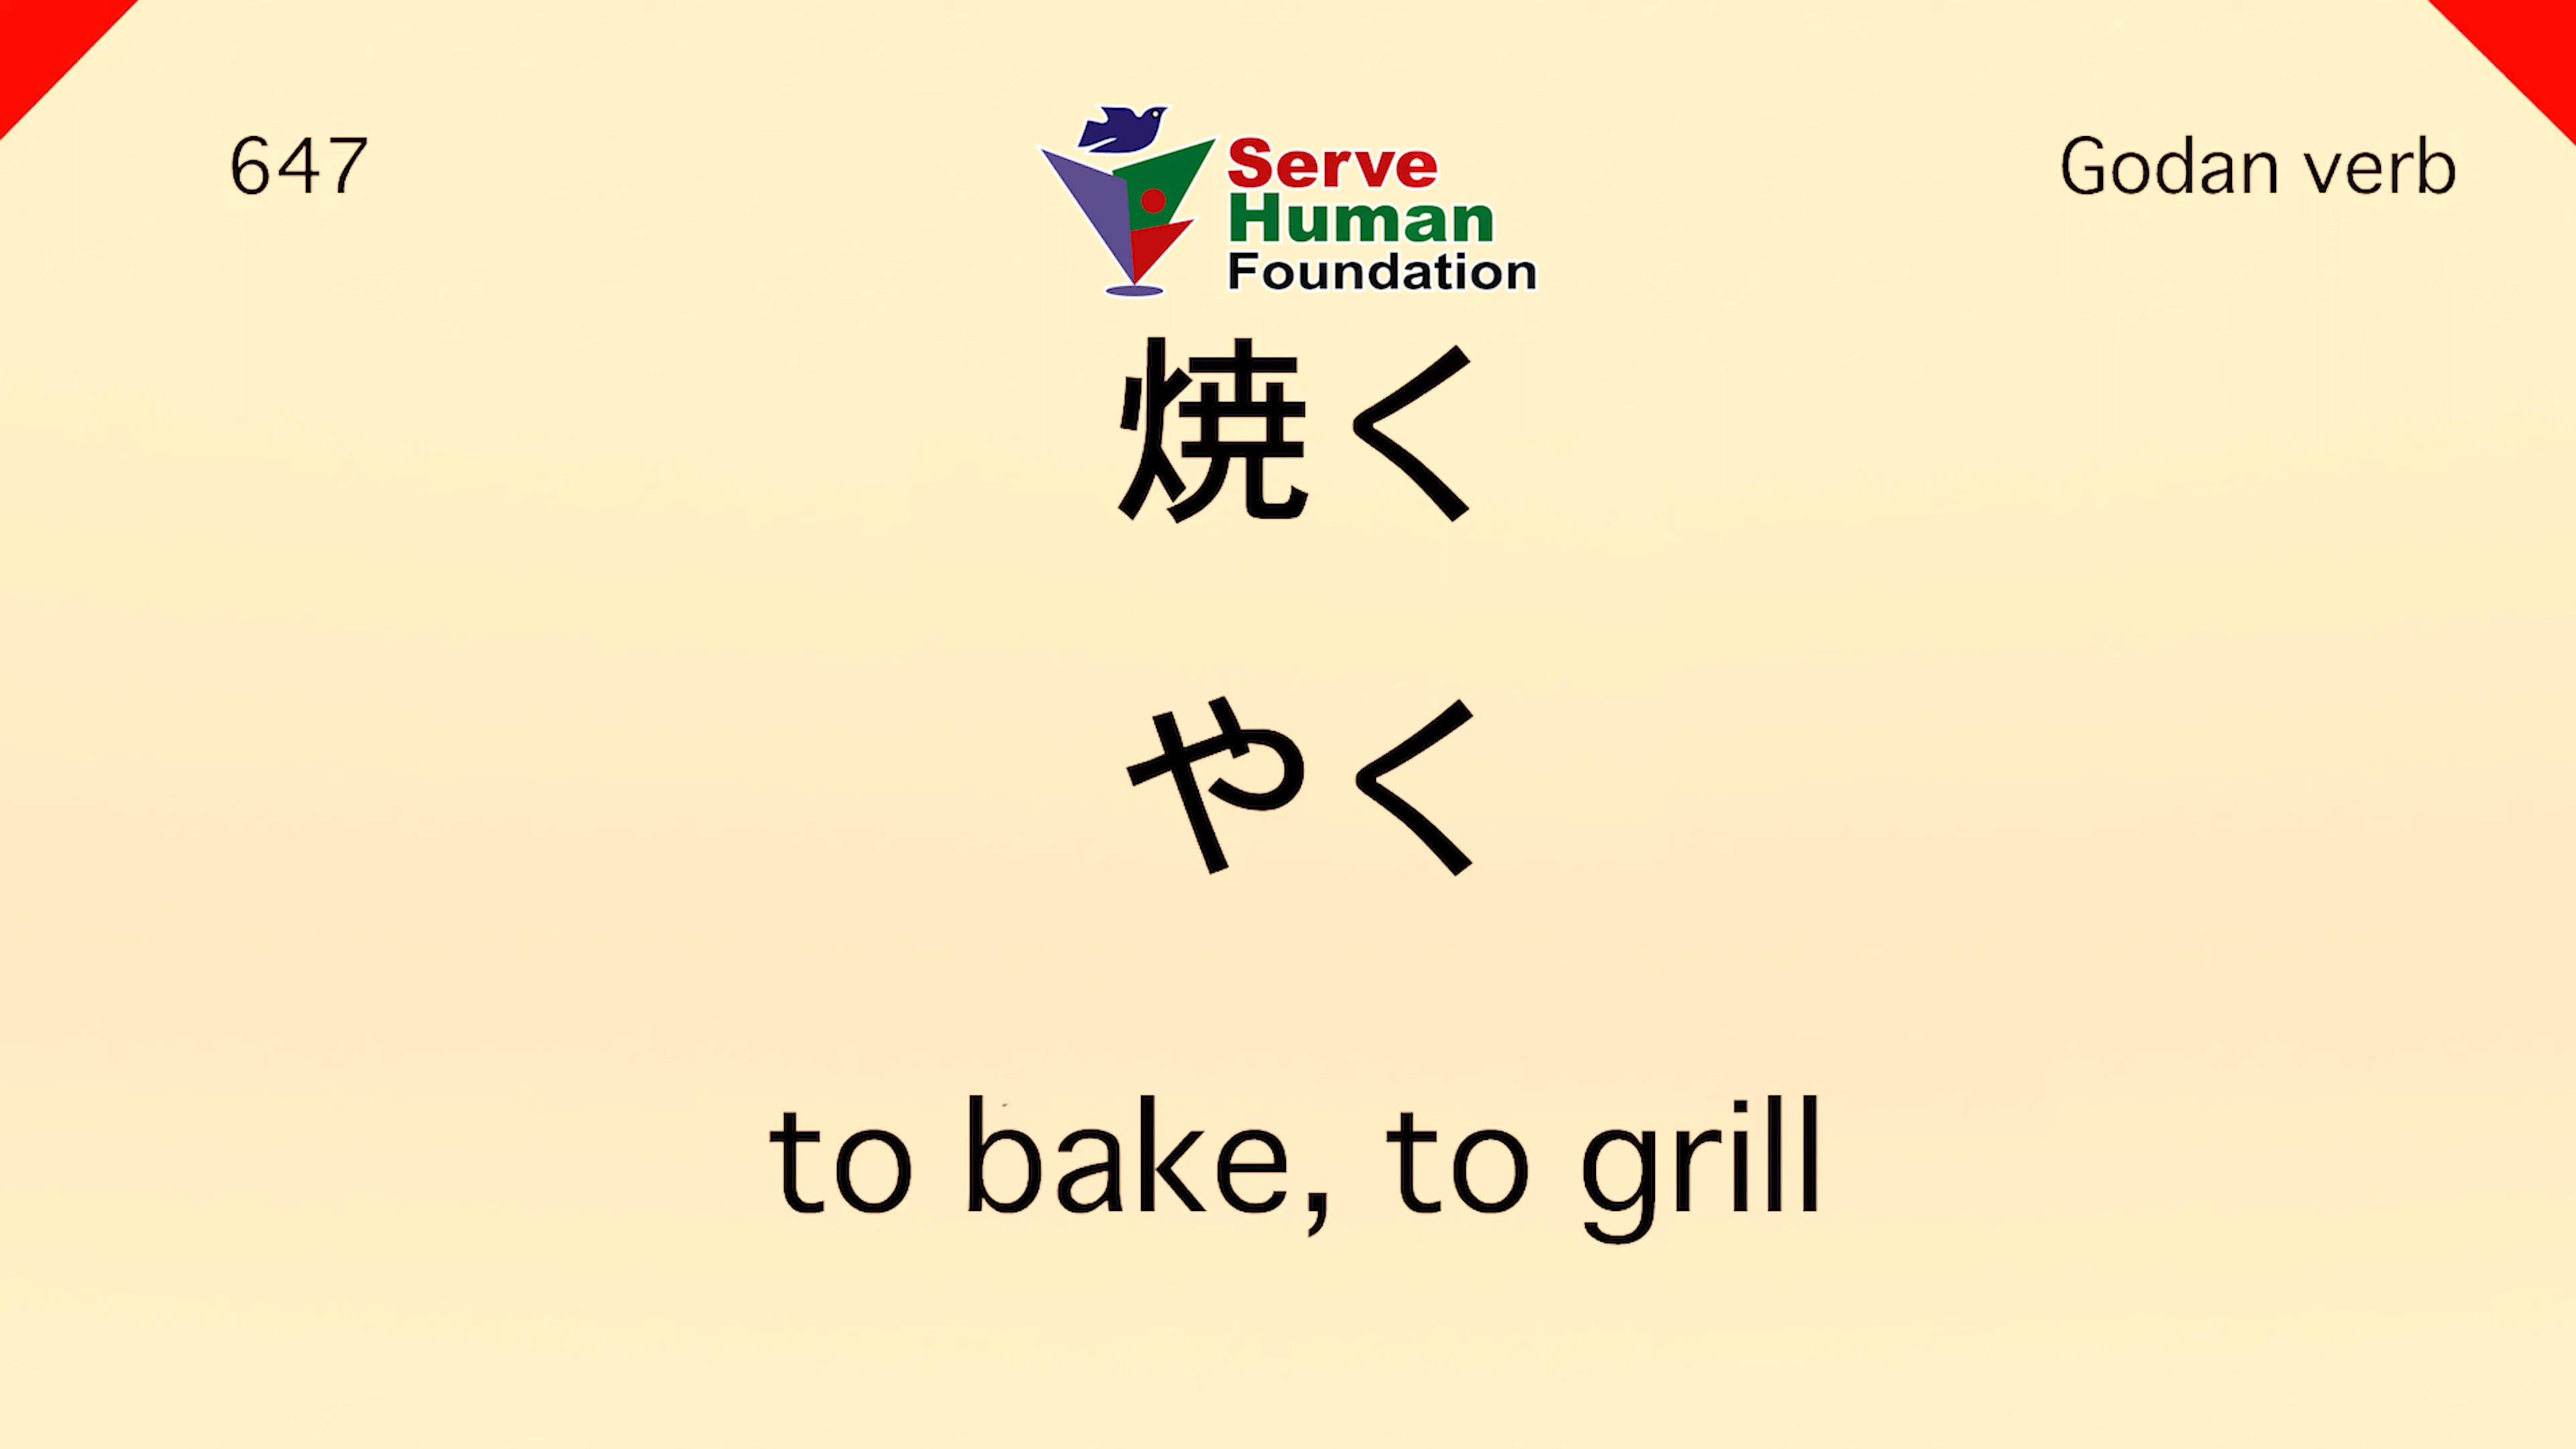 647
Godan verb
Serve
Human
Foundation
焼く
やく
to bake, to grill